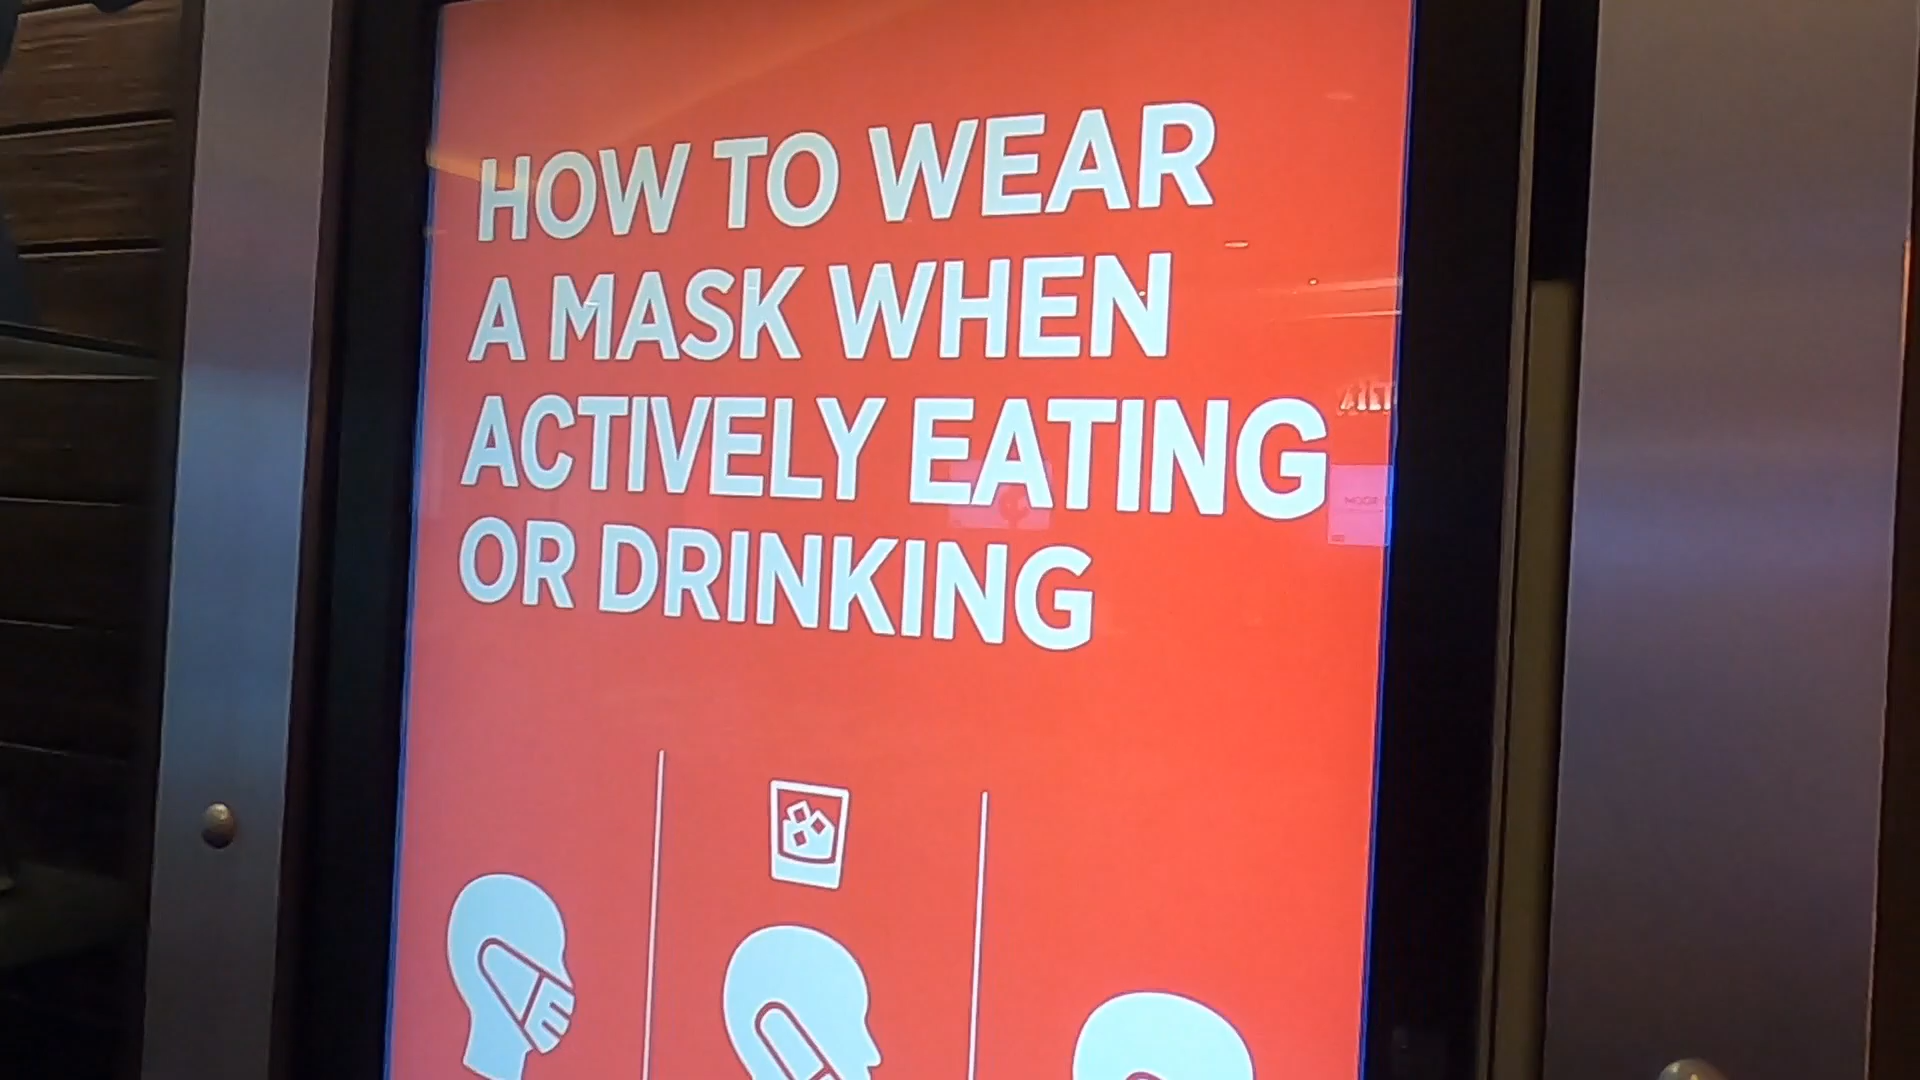 HOW TO WEAR
A MASK WHEN
ACTIVELY EATING
OR DRINKING